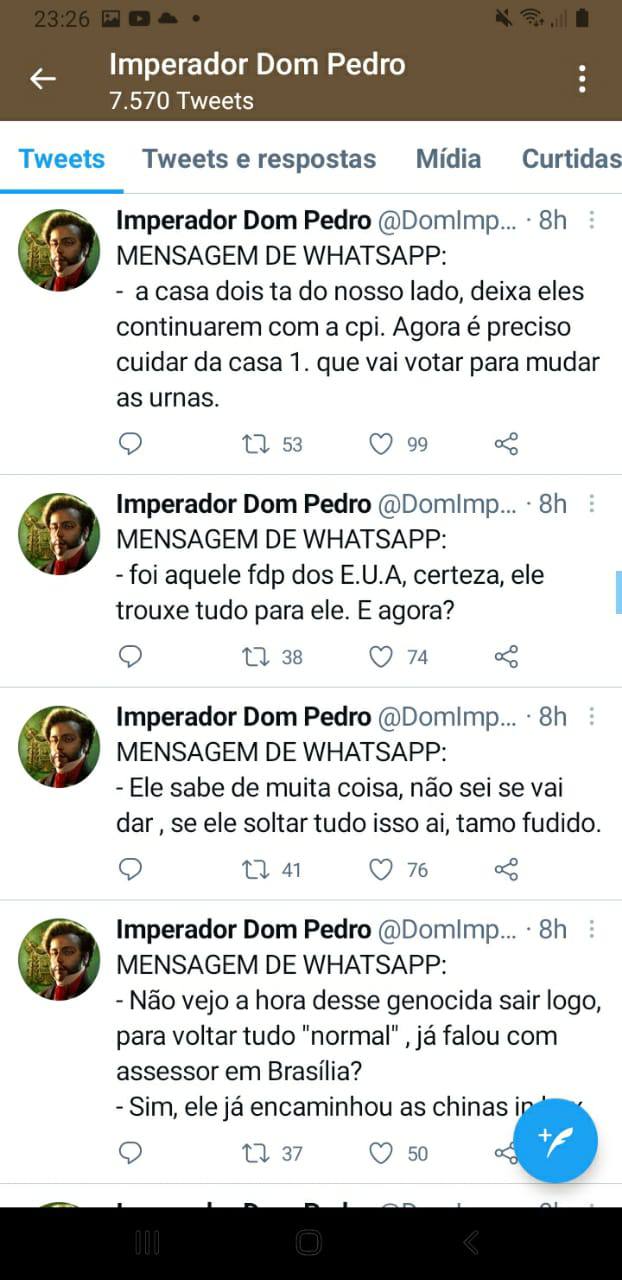 23:26
Imperador Dom Pedro
7.570 Tweets
Tweets Tweets e respostas Mídia Curtidas
Imperador Dom Pedro @DomImp... · 8h
MENSAGEM DE WHATSAPP:
- a casa dois ta do nosso lado, deixa eles
continuarem com a cpi. Agora é preciso
cuidar da casa 1. que vai votar para mudar
as urnas.
53 99
Imperador Dom Pedro @DomImp... · 8h
MENSAGEM DE WHATSAPP:
- foi aquele fdp dos E.U.A, certeza, ele
trouxe tudo para ele. E agora?
38 74
Imperador Dom Pedro @DomImp... · 8h
MENSAGEM DE WHATSAPP:
- Ele sabe de muita coisa, não sei se vai
dar , se ele soltar tudo isso ai, tamo fudido.
41 76
Imperador Dom Pedro @DomImp... · 8h
MENSAGEM DE WHATSAPP:
- Não vejo a hora desse genocida sair logo,
para voltar tudo "normal" , já falou com
assessor em Brasília?
- Sim, ele já encaminhou as chinas
37 50